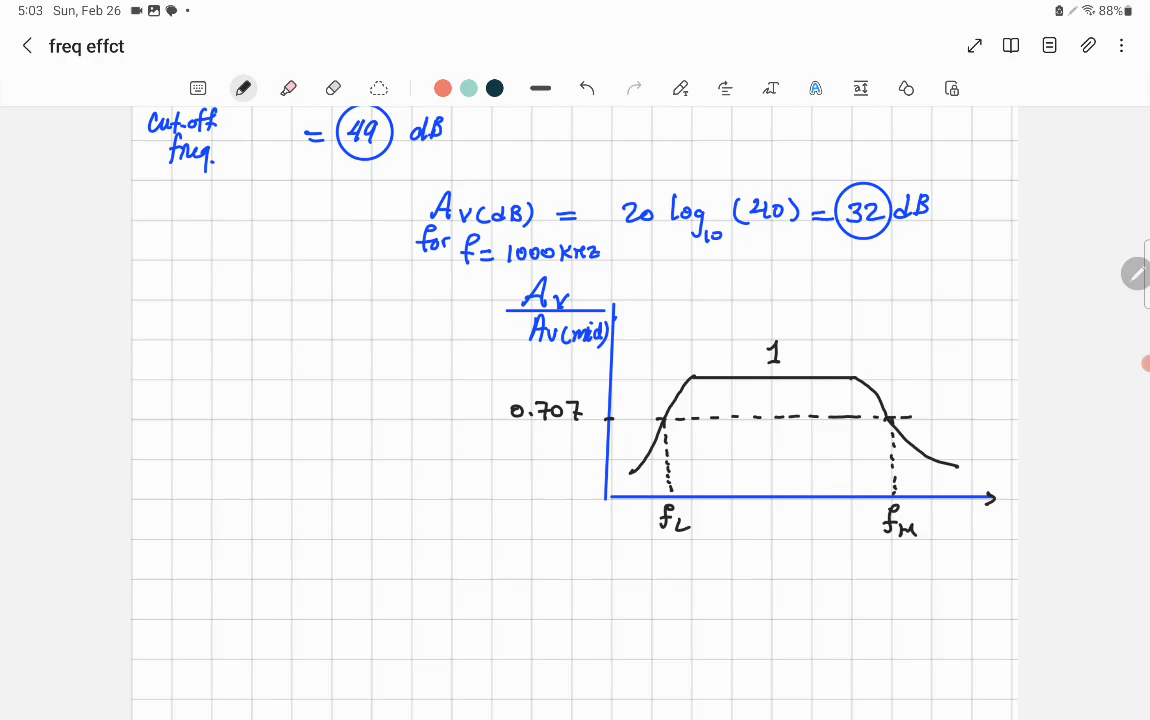 5:03 Sun, Feb 26
88%
freq effct
Cut.off
freq.
= 49 dB
Av(dB) = 20 log10 (40) = 32 dB
for f = 1000 kHz
Av
Av(mid)
1
0.707
fL
fH